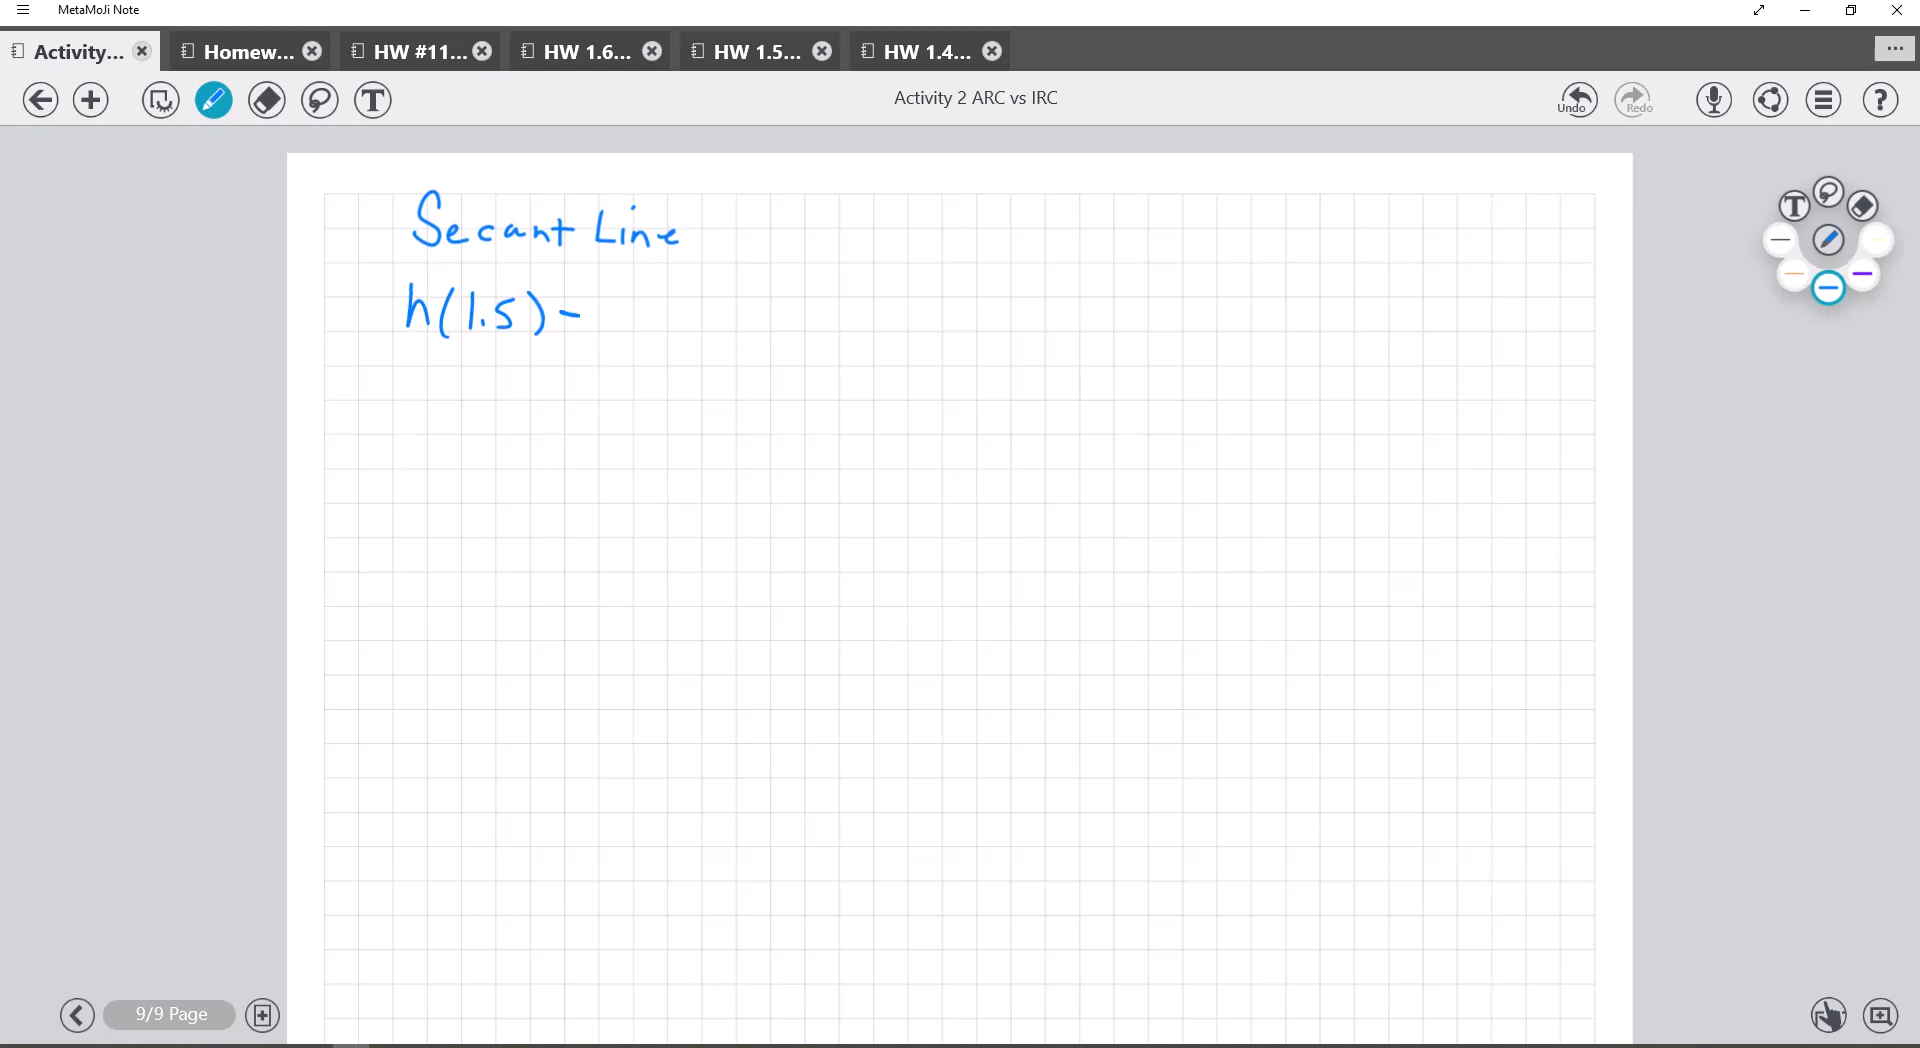 MetaMoJi Note
Activity... Homew... HW #11... HW 1.6... HW 1.5... HW 1.4...
T Activity 2 ARC vs IRC Undo Redo ?
Secant Line
T
h(1.5) -
9/9 Page